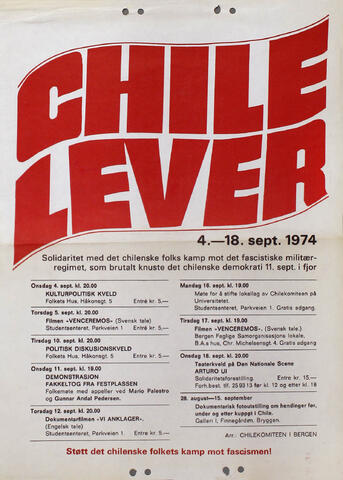 CHILE
LEVER
4.—18. sept. 1974
Solidaritet med det chilenske folks kamp mot det fascistiske militær-
regimet, som brutalt knuste det chilenske demokrati 11. sept. i fjor
Onsdag 4. sept. kl. 20.00
KULTURPOLITISK KVELD
Folkets Hus, Håkonsgt. 5 Entré kr. 5.—
Torsdag 5. sept. kl. 20.00
Filmen «VENCEREMOS» (Svensk tale)
Studentsenteret, Parkveien 1 Entré kr. 5.—
Tirsdag 10. sept. kl. 20.00
POLITISK DISKUSJONSKVELD
Folkets Hus, Håkonsgt. 5 Entré kr. 5.—
Onsdag 11. sept. kl. 19.00
DEMONSTRASJON
FAKKELTOG FRA FESTPLASSEN
Folkemøte med appeller ved Mario Palestro
og Gunnar Andal Pedersen.
Torsdag 12. sept. kl. 20.00
Dokumentarfilmen «VI ANKLAGER».
(Engelsk tale)
Studentsenteret, Parkveien 1. Entré kr. 5.—
Mandag 16. sept. kl. 19.00
Møte for å stifte lokallag av Chilekomiteen på
Universitetet.
Studentsenteret, Parkveien 1. Gratis adgang.
Tirsdag 17. sept. kl. 19.00
Filmen «VENCEREMOS» (Svensk tale.)
Bergen Faglige Samorganisasjons lokale,
B.A.s hus, Chr. Michelsensgt. 4 Gratis adgang
Onsdag 18. sept. kl. 20.00
Teaterkveld på Den Nationale Scene
ARTURO UI
Solidaritetsforestilling. Entré kr. 15.—
Forh.best. tlf. 25 93 13 før kl. 12 og etter kl. 18
28. august—15. september
Dokumentarisk fotoutstilling om hendinger før,
under og etter kuppet i Chile.
Galleri I, Finnegården, Bryggen.
Arr.: CHILEKOMITEEN I BERGEN
Støtt det chilenske folkets kamp mot fascismen!